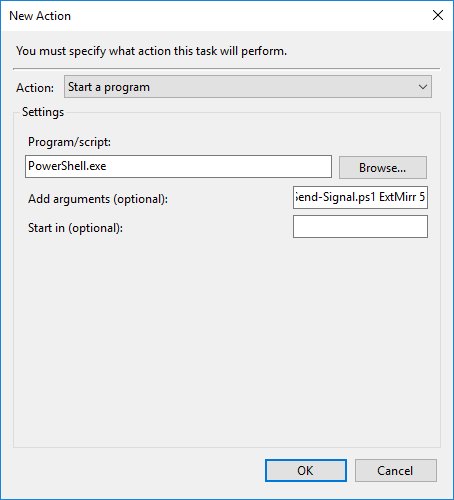 New Action
You must specify what action this task will perform.
Action: Start a program
Settings
Program/script:
PowerShell.exe Browse...
Add arguments (optional): Send-Signal.ps1 ExtMirr 5
Start in (optional):
OK Cancel